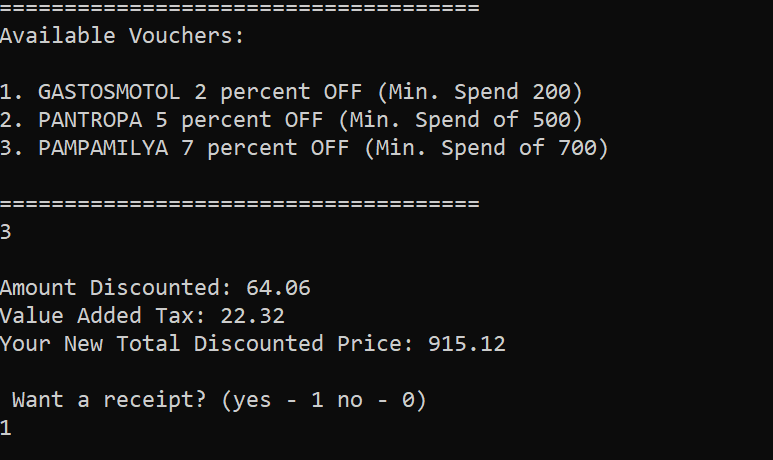 =====================================
Available Vouchers:
1. GASTOSMOTOL 2 percent OFF (Min. Spend 200)
2. PANTROPA 5 percent OFF (Min. Spend of 500)
3. PAMPAMILYA 7 percent OFF (Min. Spend of 700)
=====================================
3
Amount Discounted: 64.06
Value Added Tax: 22.32
Your New Total Discounted Price: 915.12
Want a receipt? (yes - 1 no - 0)
1